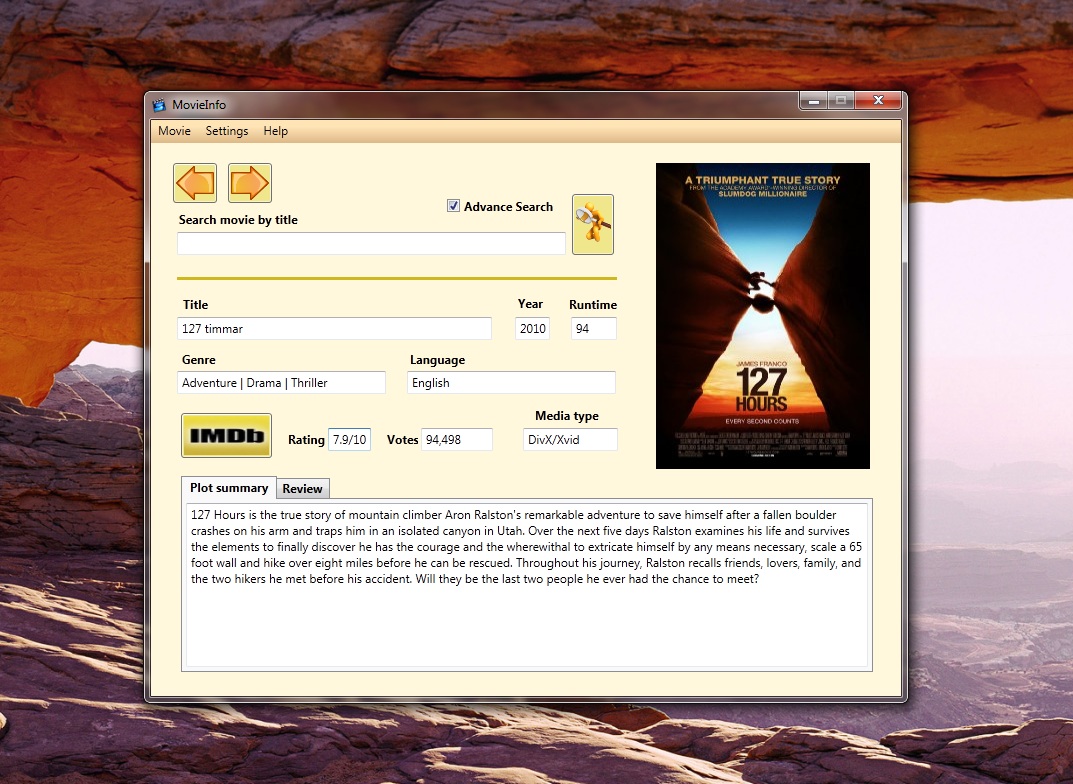 MovieInfo
Movie Settings Help
Advance Search
Search movie by title
Title
Year
Runtime
127 timmar
2010
94
Genre
Language
Adventure | Drama | Thriller
English
Media type
IMDb
Rating 7.9/10
Votes 94,498
DivX/Xvid
A TRIUMPHANT TRUE STORY
FROM THE ACADEMY AWARD®-WINNING DIRECTOR OF
SLUMDOG MILLIONAIRE
JAMES FRANCO
127
HOURS
EVERY SECOND COUNTS
Plot summary Review
127 Hours is the true story of mountain climber Aron Ralston's remarkable adventure to save himself after a fallen boulder
crashes on his arm and traps him in an isolated canyon in Utah. Over the next five days Ralston examines his life and survives
the elements to finally discover he has the courage and the wherewithal to extricate himself by any means necessary, scale a 65
foot wall and hike over eight miles before he can be rescued. Throughout his journey, Ralston recalls friends, lovers, family, and
the two hikers he met before his accident. Will they be the last two people he ever had the chance to meet?